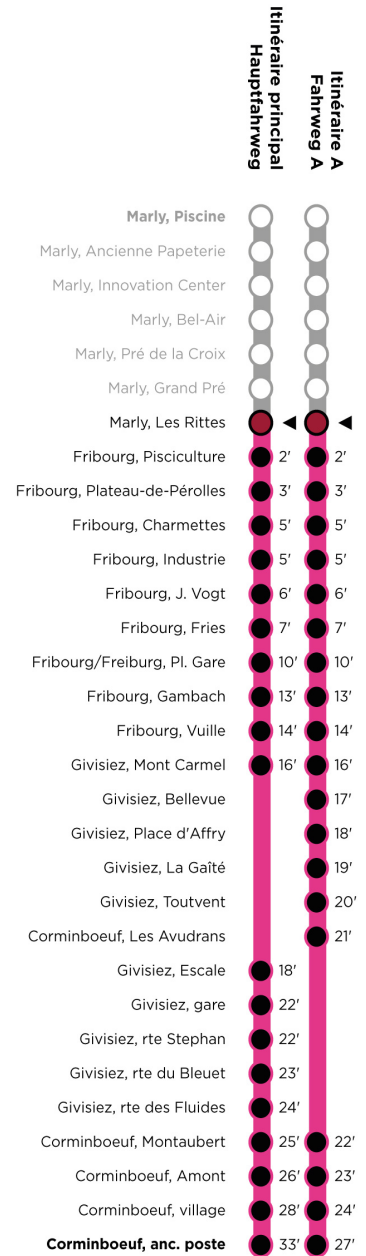 Itinéraire principal
Hauptfahrweg
Itinéraire A
Fahrweg A
Marly, Piscine
Marly, Ancienne Papeterie
Marly, Innovation Center
Marly, Bel-Air
Marly, Pré de la Croix
Marly, Grand Pré
Marly, Les Rittes
Fribourg, Pisciculture 2' 2'
Fribourg, Plateau-de-Pérolles 3' 3'
Fribourg, Charmettes 5' 5'
Fribourg, Industrie 5' 5'
Fribourg, J. Vogt 6' 6'
Fribourg, Fries 7' 7'
Fribourg/Freiburg, Pl. Gare 10' 10'
Fribourg, Gambach 13' 13'
Fribourg, Vuille 14' 14'
Givisiez, Mont Carmel 16' 16'
Givisiez, Bellevue 17'
Givisiez, Place d'Affry 18'
Givisiez, La Gaîté 19'
Givisiez, Toutvent 20'
Corminboeuf, Les Avudrans 21'
Givisiez, Escale 18'
Givisiez, gare 22'
Givisiez, rte Stephan 22'
Givisiez, rte du Bleuet 23'
Givisiez, rte des Fluides 24'
Corminboeuf, Montaubert 25' 22'
Corminboeuf, Amont 26' 23'
Corminboeuf, village 28' 24'
Corminboeuf, anc. poste 33' 27'